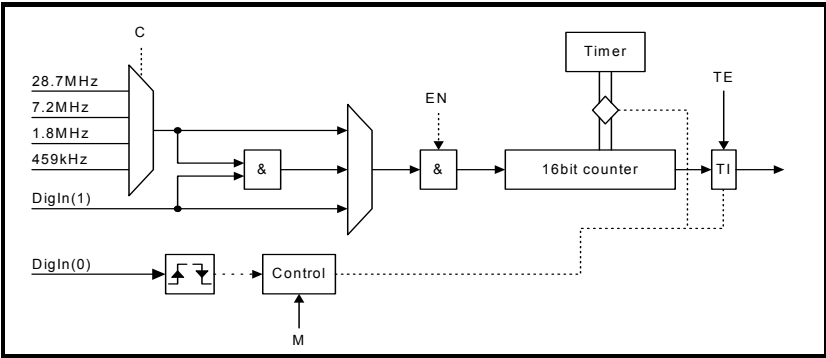 C
Timer
28.7MHz
TE
7.2MHz
EN
1.8MHz
459kHz
&
&
16bit counter
TI
DigIn(1)
DigIn(0)
Control
M